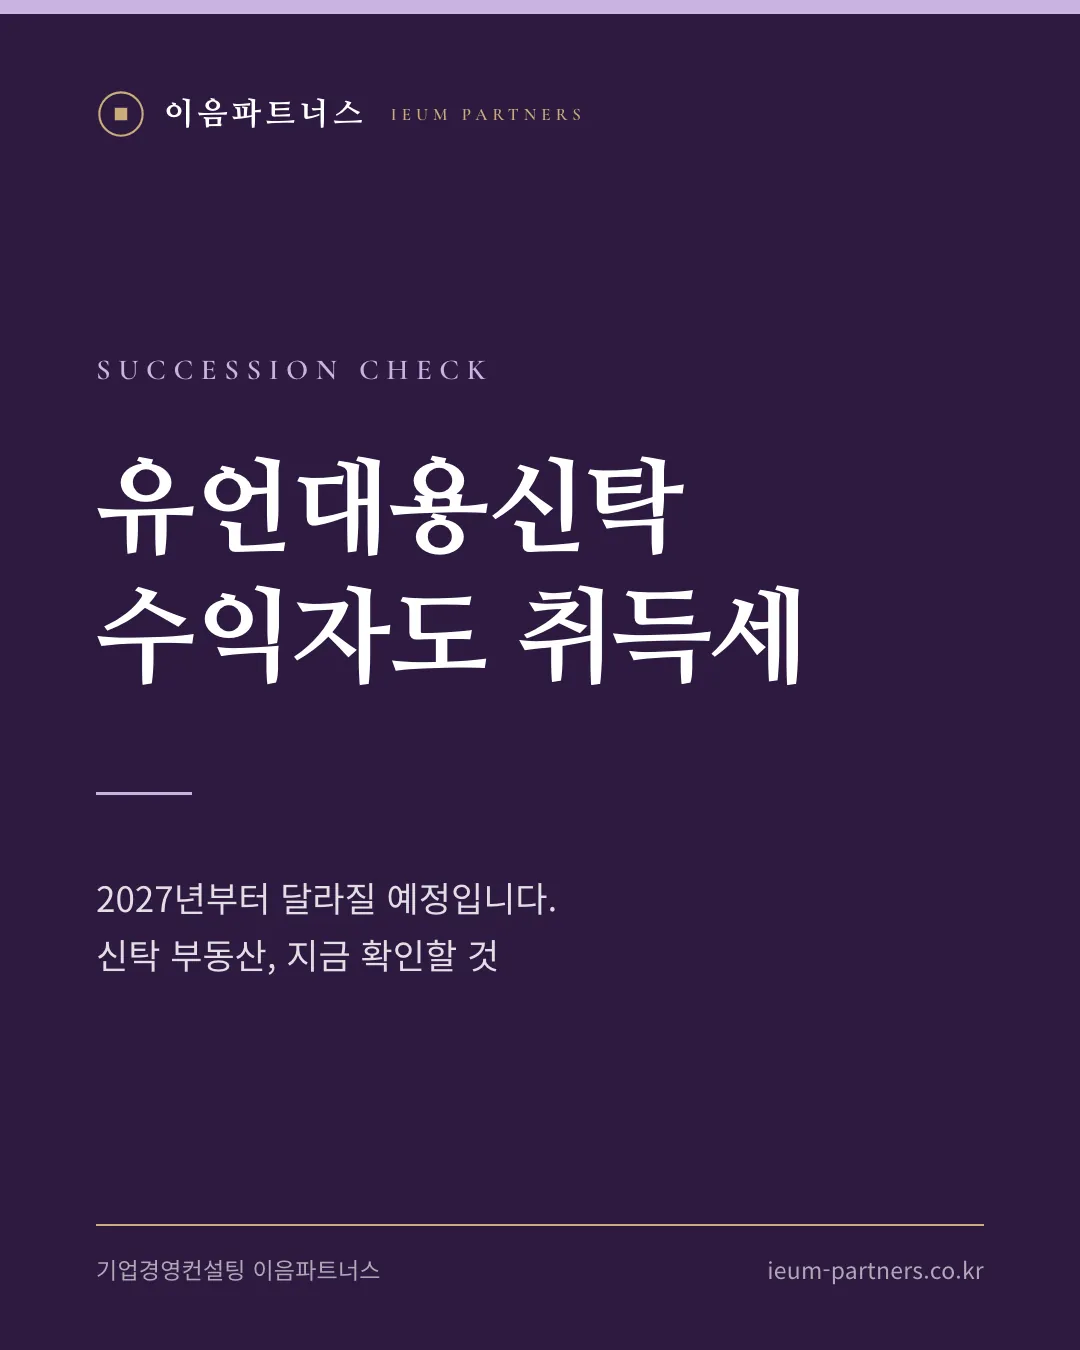 이음파트너스 IEUM PARTNERS
SUCCESSION CHECK
유언대용신탁
수익자도 취득세
2027년부터 달라질 예정입니다.
신탁 부동산, 지금 확인할 것
기업경영컨설팅 이음파트너스 ieum-partners.co.kr